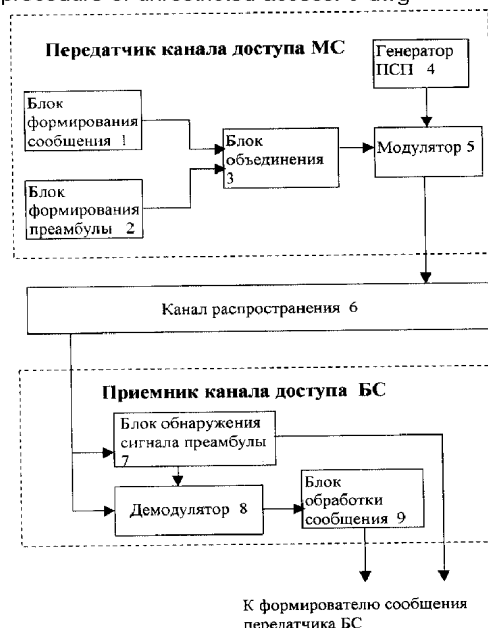 Передатчик канала доступа МС
Генератор
ПСП 4
Блок
формирования
сообщения 1
Блок
объединения
3
Модулятор 5
Блок
формирования
преамбулы 2
Канал распространения 6
Приемник канала доступа БС
Блок обнаружения
сигнала преамбулы
7
Демодулятор 8
Блок
обработки
сообщения 9
К формирователю сообщения
передатчика БС